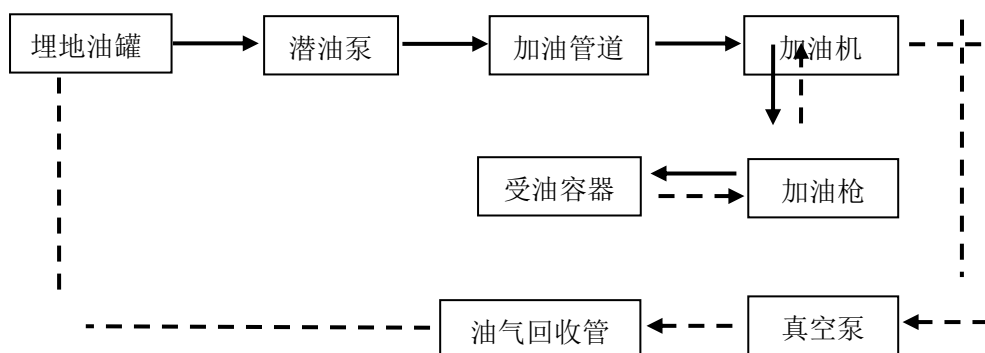 埋地油罐
潜油泵
加油管道
加油机
受油容器
加油枪
油气回收管
真空泵